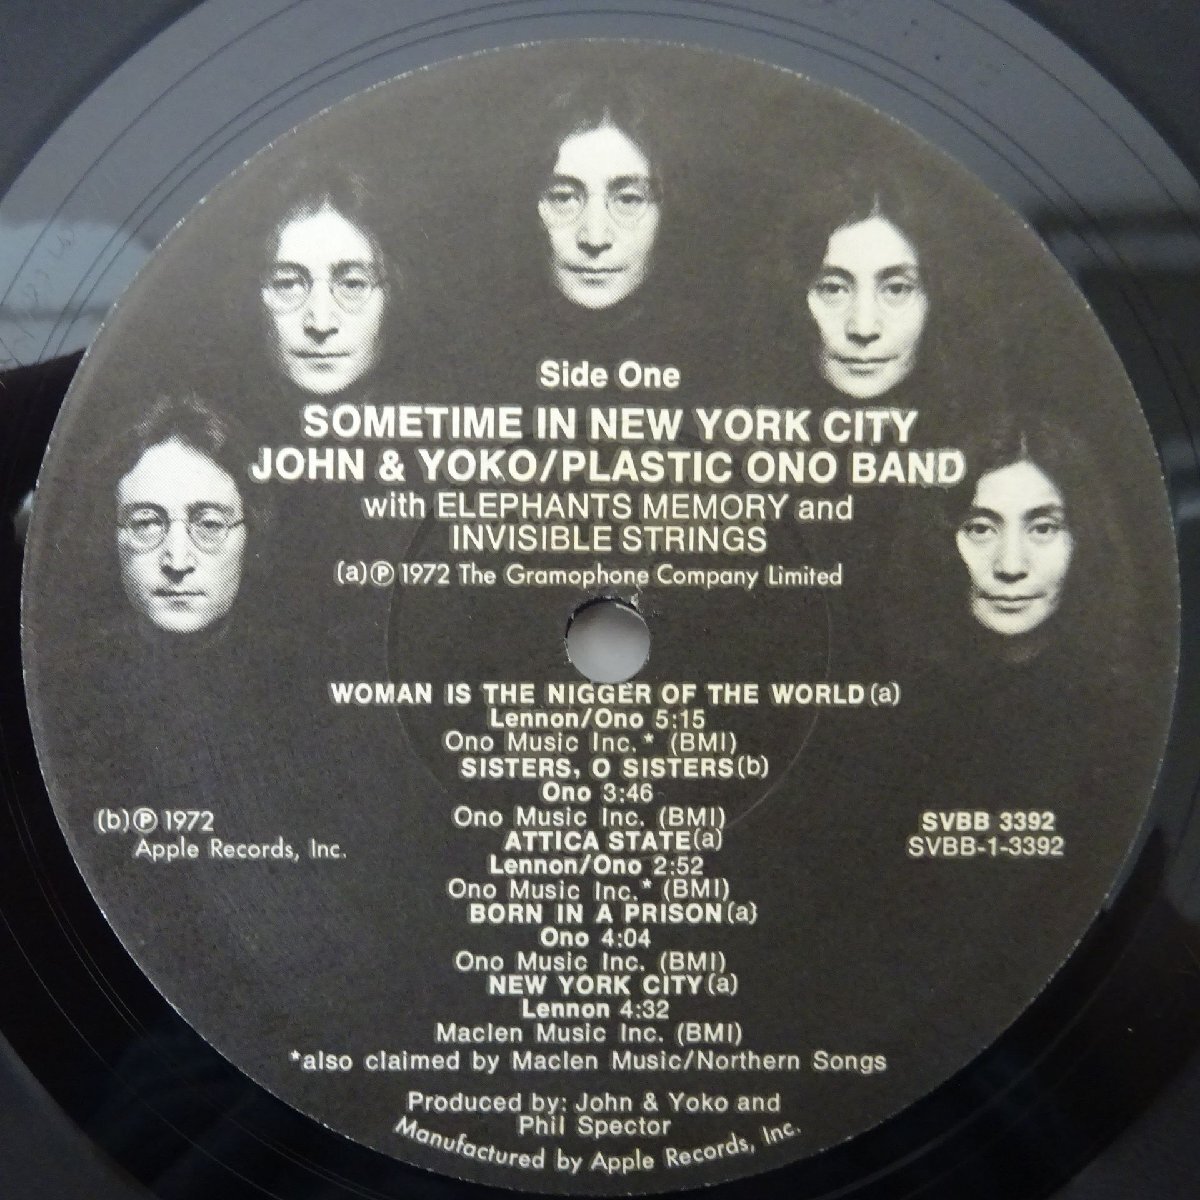 Side One
SOMETIME IN NEW YORK CITY
JOHN & YOKO/PLASTIC ONO BAND
with ELEPHANTS MEMORY and
INVISIBLE STRINGS
(a)℗ 1972 The Gramophone Company Limited
WOMAN IS THE NIGGER OF THE WORLD(a)
Lennon/Ono 5:15
Ono Music Inc.* (BMI)
SISTERS, O SISTERS(b)
Ono 3:46
Ono Music Inc. (BMI)
ATTICA STATE(a)
Lennon/Ono 2:52
Ono Music Inc.* (BMI)
BORN IN A PRISON(a)
Ono 4:04
Ono Music Inc. (BMI)
NEW YORK CITY(a)
Lennon 4:32
Maclen Music Inc. (BMI)
*also claimed by Maclen Music/Northern Songs
(b)℗ 1972
Apple Records, Inc.
SVBB 3392
SVBB-1-3392
Produced by: John & Yoko and
Phil Spector
Manufactured by Apple Records, Inc.